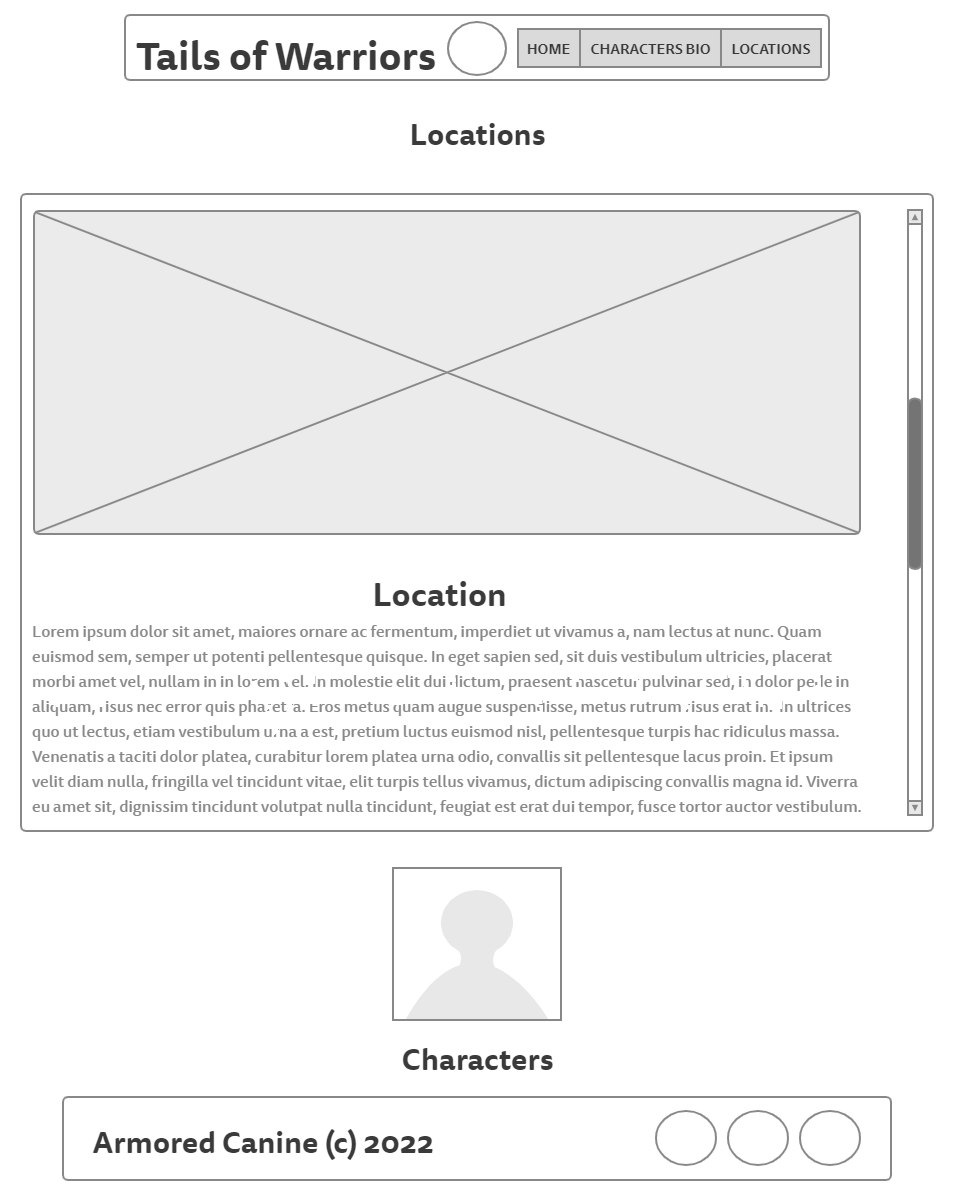 Tails of Warriors
HOME
CHARACTERS BIO
LOCATIONS
Locations
Location
Lorem ipsum dolor sit amet, maiores ornare ac fermentum, imperdiet ut vivamus a, nam lectus at nunc. Quam
euismod sem, semper ut potenti pellentesque quisque. In eget sapien sed, sit duis vestibulum ultricies, placerat
morbi amet vel, nullam in in lorem vel. In molestie elit dui dictum, praesent nascetur pulvinar sed, in dolor pede in
aliquam, risus nec error quis pharetra. Eros metus quam augue suspendisse, metus rutrum risus erat in. In ultrices
quo ut lectus, etiam vestibulum urna a est, pretium luctus euismod nisl, pellentesque turpis hac ridiculus massa.
Venenatis a taciti dolor platea, curabitur lorem platea urna odio, convallis sit pellentesque lacus proin. Et ipsum
velit diam nulla, fringilla vel tincidunt vitae, elit turpis tellus vivamus, dictum adipiscing convallis magna id. Viverra
eu amet sit, dignissim tincidunt volutpat nulla tincidunt, feugiat est erat dui tempor, fusce tortor auctor vestibulum.
Characters
Armored Canine (c) 2022